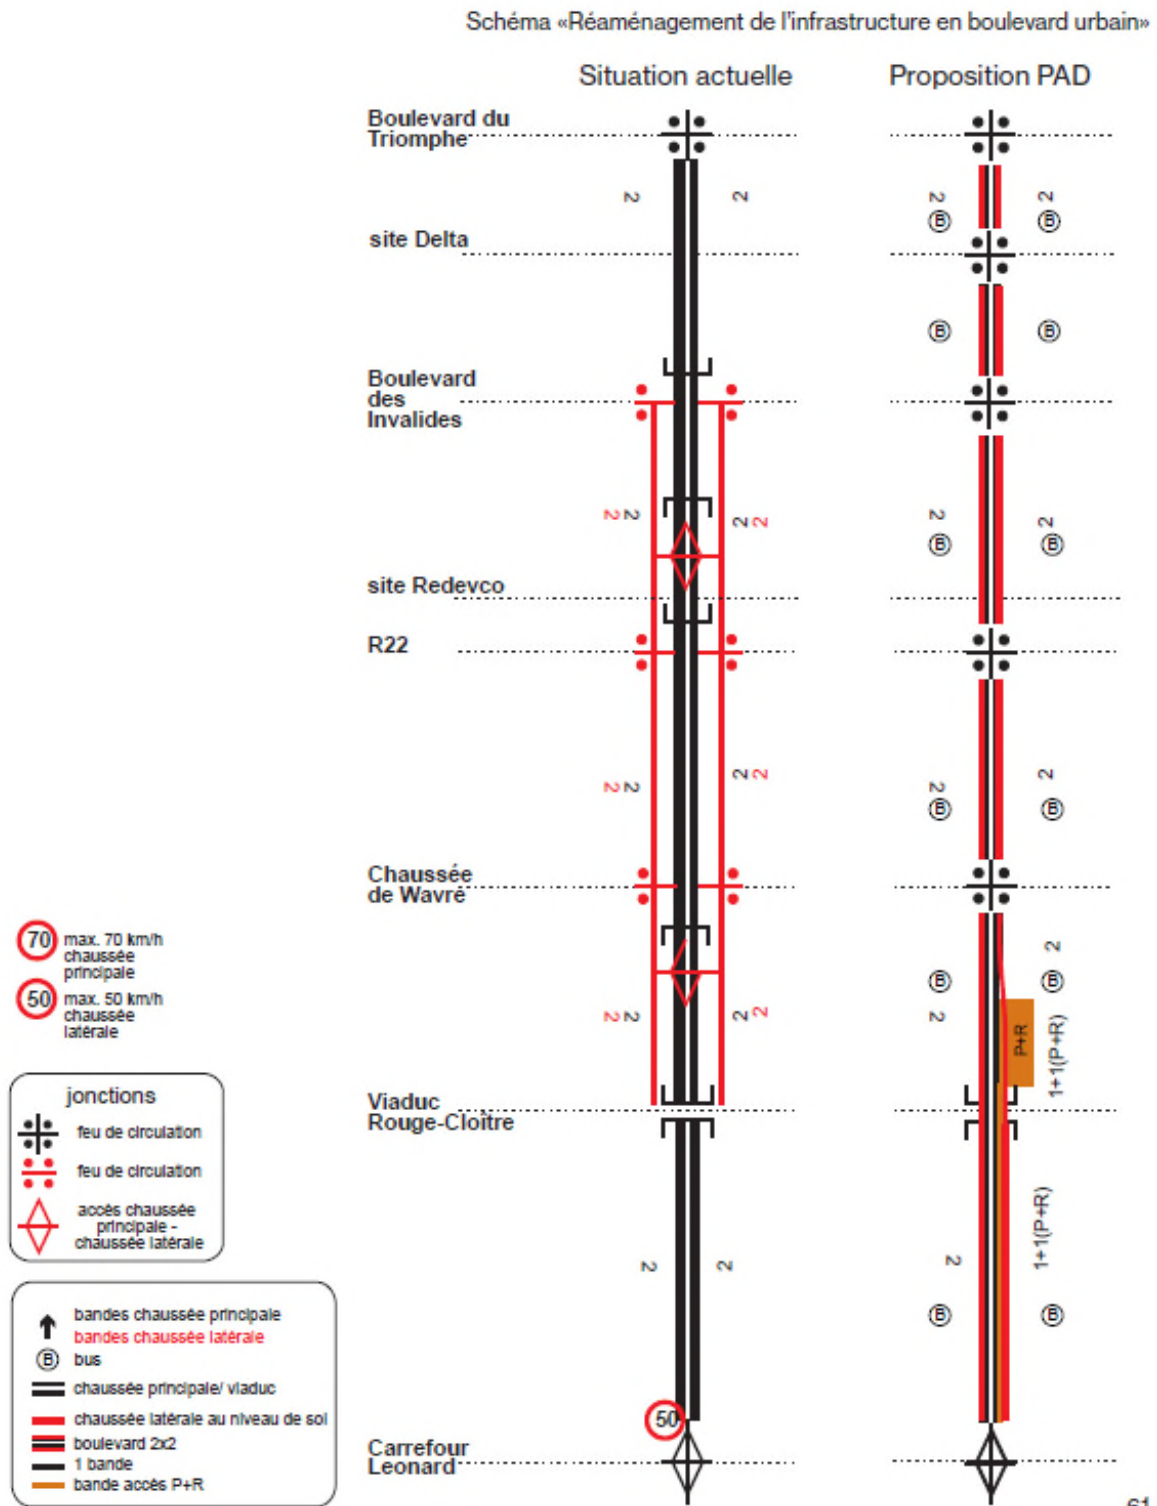 Schéma «Réaménagement de l'infrastructure en boulevard urbain»
Situation actuelle
Proposition PAD
Boulevard du
Triomphe
2
2
2
B
2
B
site Delta
B
B
Boulevard
des
Invalides
2 2
2 2
2
B
2
B
site Redevco
R22
2 2
2 2
2
B
2
B
Chaussée
de Wavre
2 2
2 2
B
2
2
B
P+R
1+1(P+R)
Viaduc
Rouge-Cloître
2
2
2
B
1+1(P+R)
B
50
Carrefour
Leonard
70
max. 70 km/h
chaussée
principale
50
max. 50 km/h
chaussée
latérale
jonctions
feu de circulation
feu de circulation
accès chaussée
principale -
chaussée latérale
bandes chaussée principale
bandes chaussée latérale
B bus
chaussée principale/ viaduc
chaussée latérale au niveau de sol
boulevard 2x2
1 bande
bande accès P+R
61